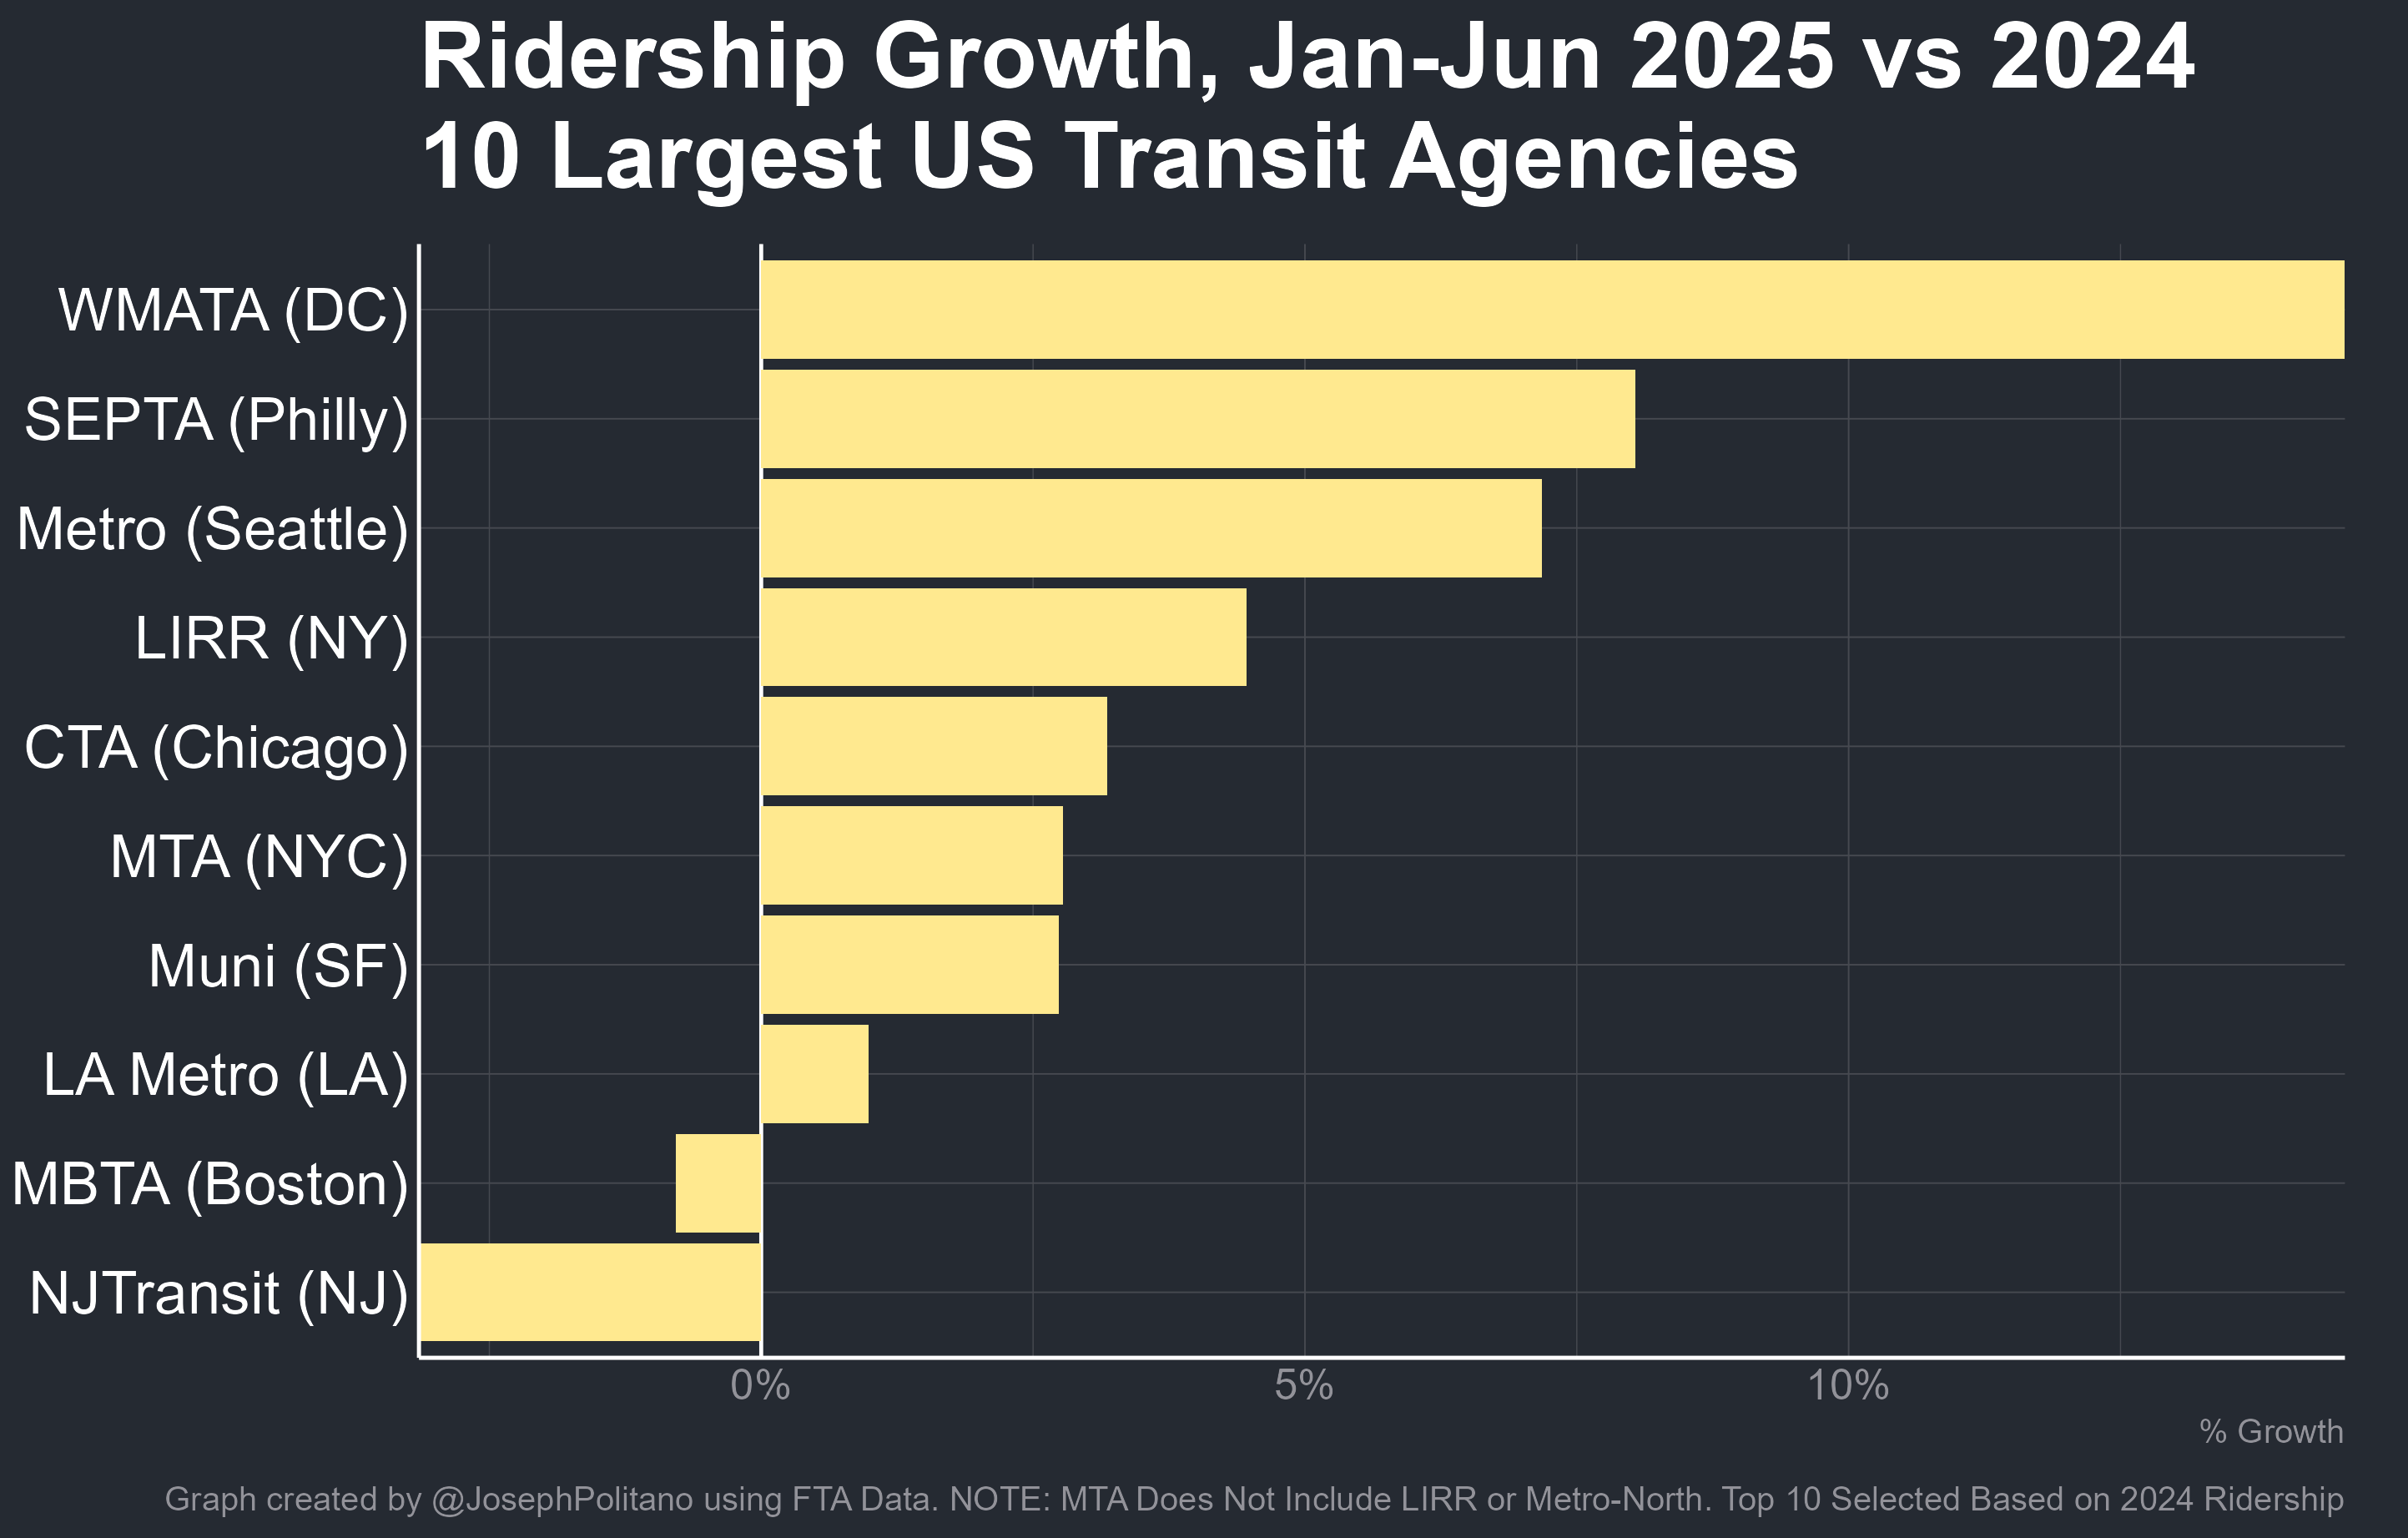 Ridership Growth, Jan-Jun 2025 vs 2024
10 Largest US Transit Agencies
WMATA (DC)
SEPTA (Philly)
Metro (Seattle)
LIRR (NY)
CTA (Chicago)
MTA (NYC)
Muni (SF)
LA Metro (LA)
MBTA (Boston)
NJTransit (NJ)
0% 5% 10%
% Growth
Graph created by @JosephPolitano using FTA Data. NOTE: MTA Does Not Include LIRR or Metro-North. Top 10 Selected Based on 2024 Ridership